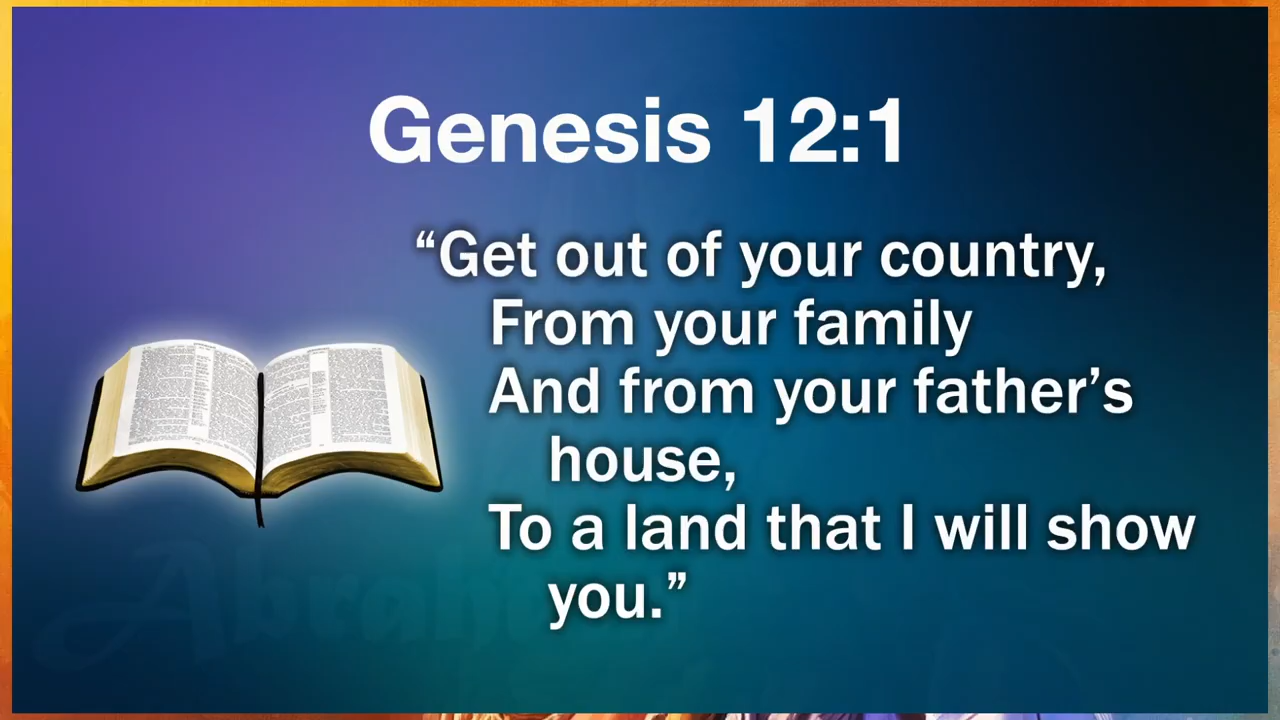 Genesis 12:1
“Get out of your country,
From your family
And from your father’s
house,
To a land that I will show
you.”